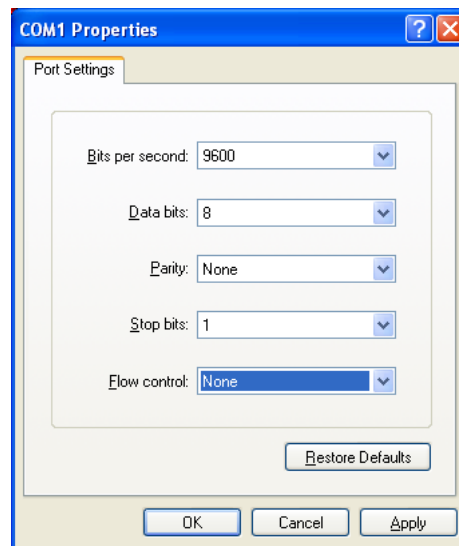 COM1 Properties
Port Settings
Bits per second: 9600
Data bits: 8
Parity: None
Stop bits: 1
Flow control: None
Restore Defaults
OK Cancel Apply